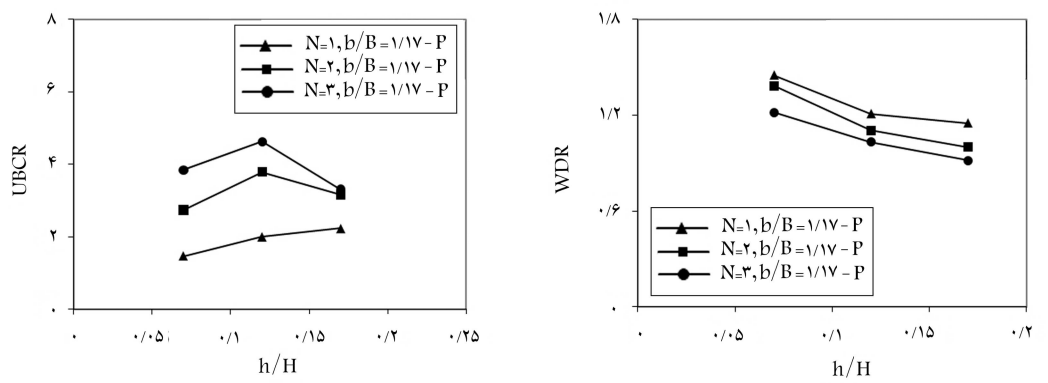 ۸
۶
۴
۲
۰
UBCR
N=۱,b/B=۱/۱۷-P
N=۲,b/B=۱/۱۷-P
N=۳,b/B=۱/۱۷-P
۰ ۰/۰۵ ۰/۱ ۰/۱۵ ۰/۲ ۰/۲۵
h/H
۱/۸
۱/۲
۰/۶
۰
WDR
N=۱,b/B=۱/۱۷-P
N=۲,b/B=۱/۱۷-P
N=۳,b/B=۱/۱۷-P
۰ ۰/۰۵ ۰/۱ ۰/۱۵ ۰/۲
h/H